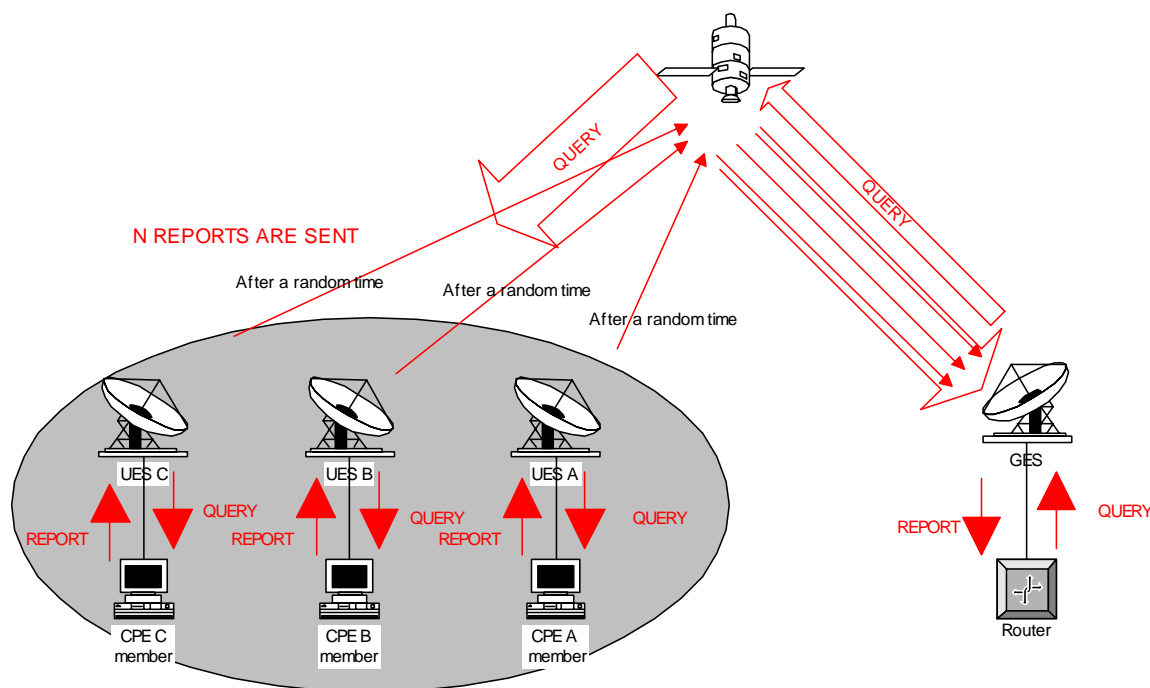 QUERY
QUERY
N REPORTS ARE SENT
After a random time
After a random time
After a random time
UES C
UES B
UES A
GES
REPORT
QUERY
REPORT
QUERY
REPORT
QUERY
REPORT
QUERY
CPE C
member
CPE B
member
CPE A
member
Router